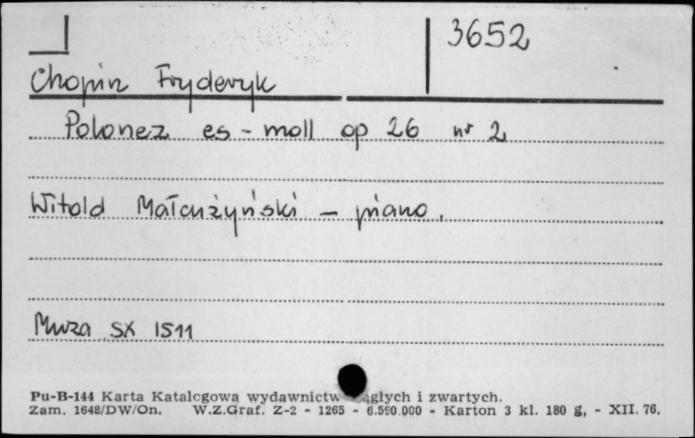 3652
Chopin Fryderyk
Polonez es-moll op 26 nr 2
Witold Małcużyński - piano.
Muza SX 1511
Pu-B-144 Karta Katalogowa wydawnictw i zwartych.
Zam. 1648/DW/On. W.Z.Graf. Z-2 - 1265 - 6.590.000 - Karton 3 kl. 180 g, - XII. 76.